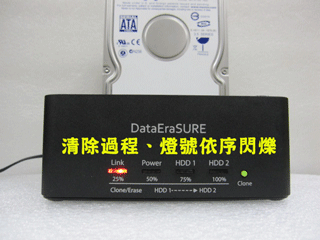 SATA
DataEraSURE
清除過程、燈號依序閃爍
Link Power HDD 1 HDD 2
25% 50% 75% 100%
Clone/Erase HDD 1 HDD 2
Clone